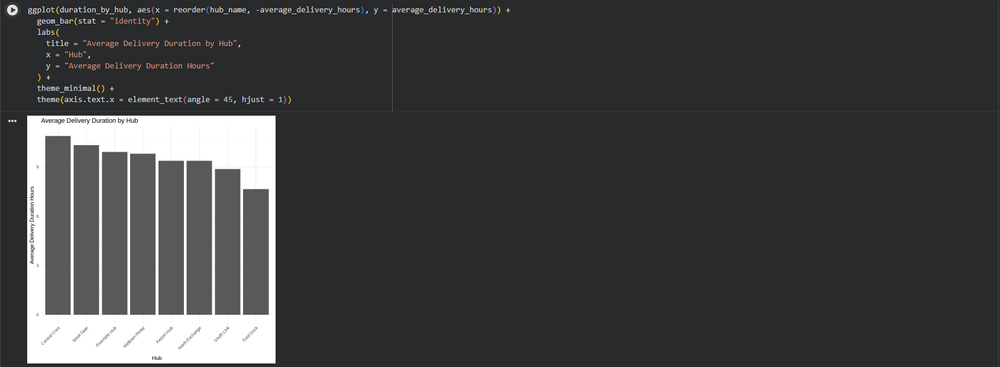 ggplot(duration_by_hub, aes(x = reorder(hub_name, -average_delivery_hours), y = average_delivery_hours)) +
  geom_bar(stat = "identity") +
  labs(
    title = "Average Delivery Duration by Hub",
    x = "Hub",
    y = "Average Delivery Duration Hours"
  ) +
  theme_minimal() +
  theme(axis.text.x = element_text(angle = 45, hjust = 1))
Average Delivery Duration by Hub
Average Delivery Duration Hours
9
6
3
0
Central Core
West Gate
Riverside Hub
Midtown Relay
Airport Hub
North Exchange
South Link
East Dock
Hub